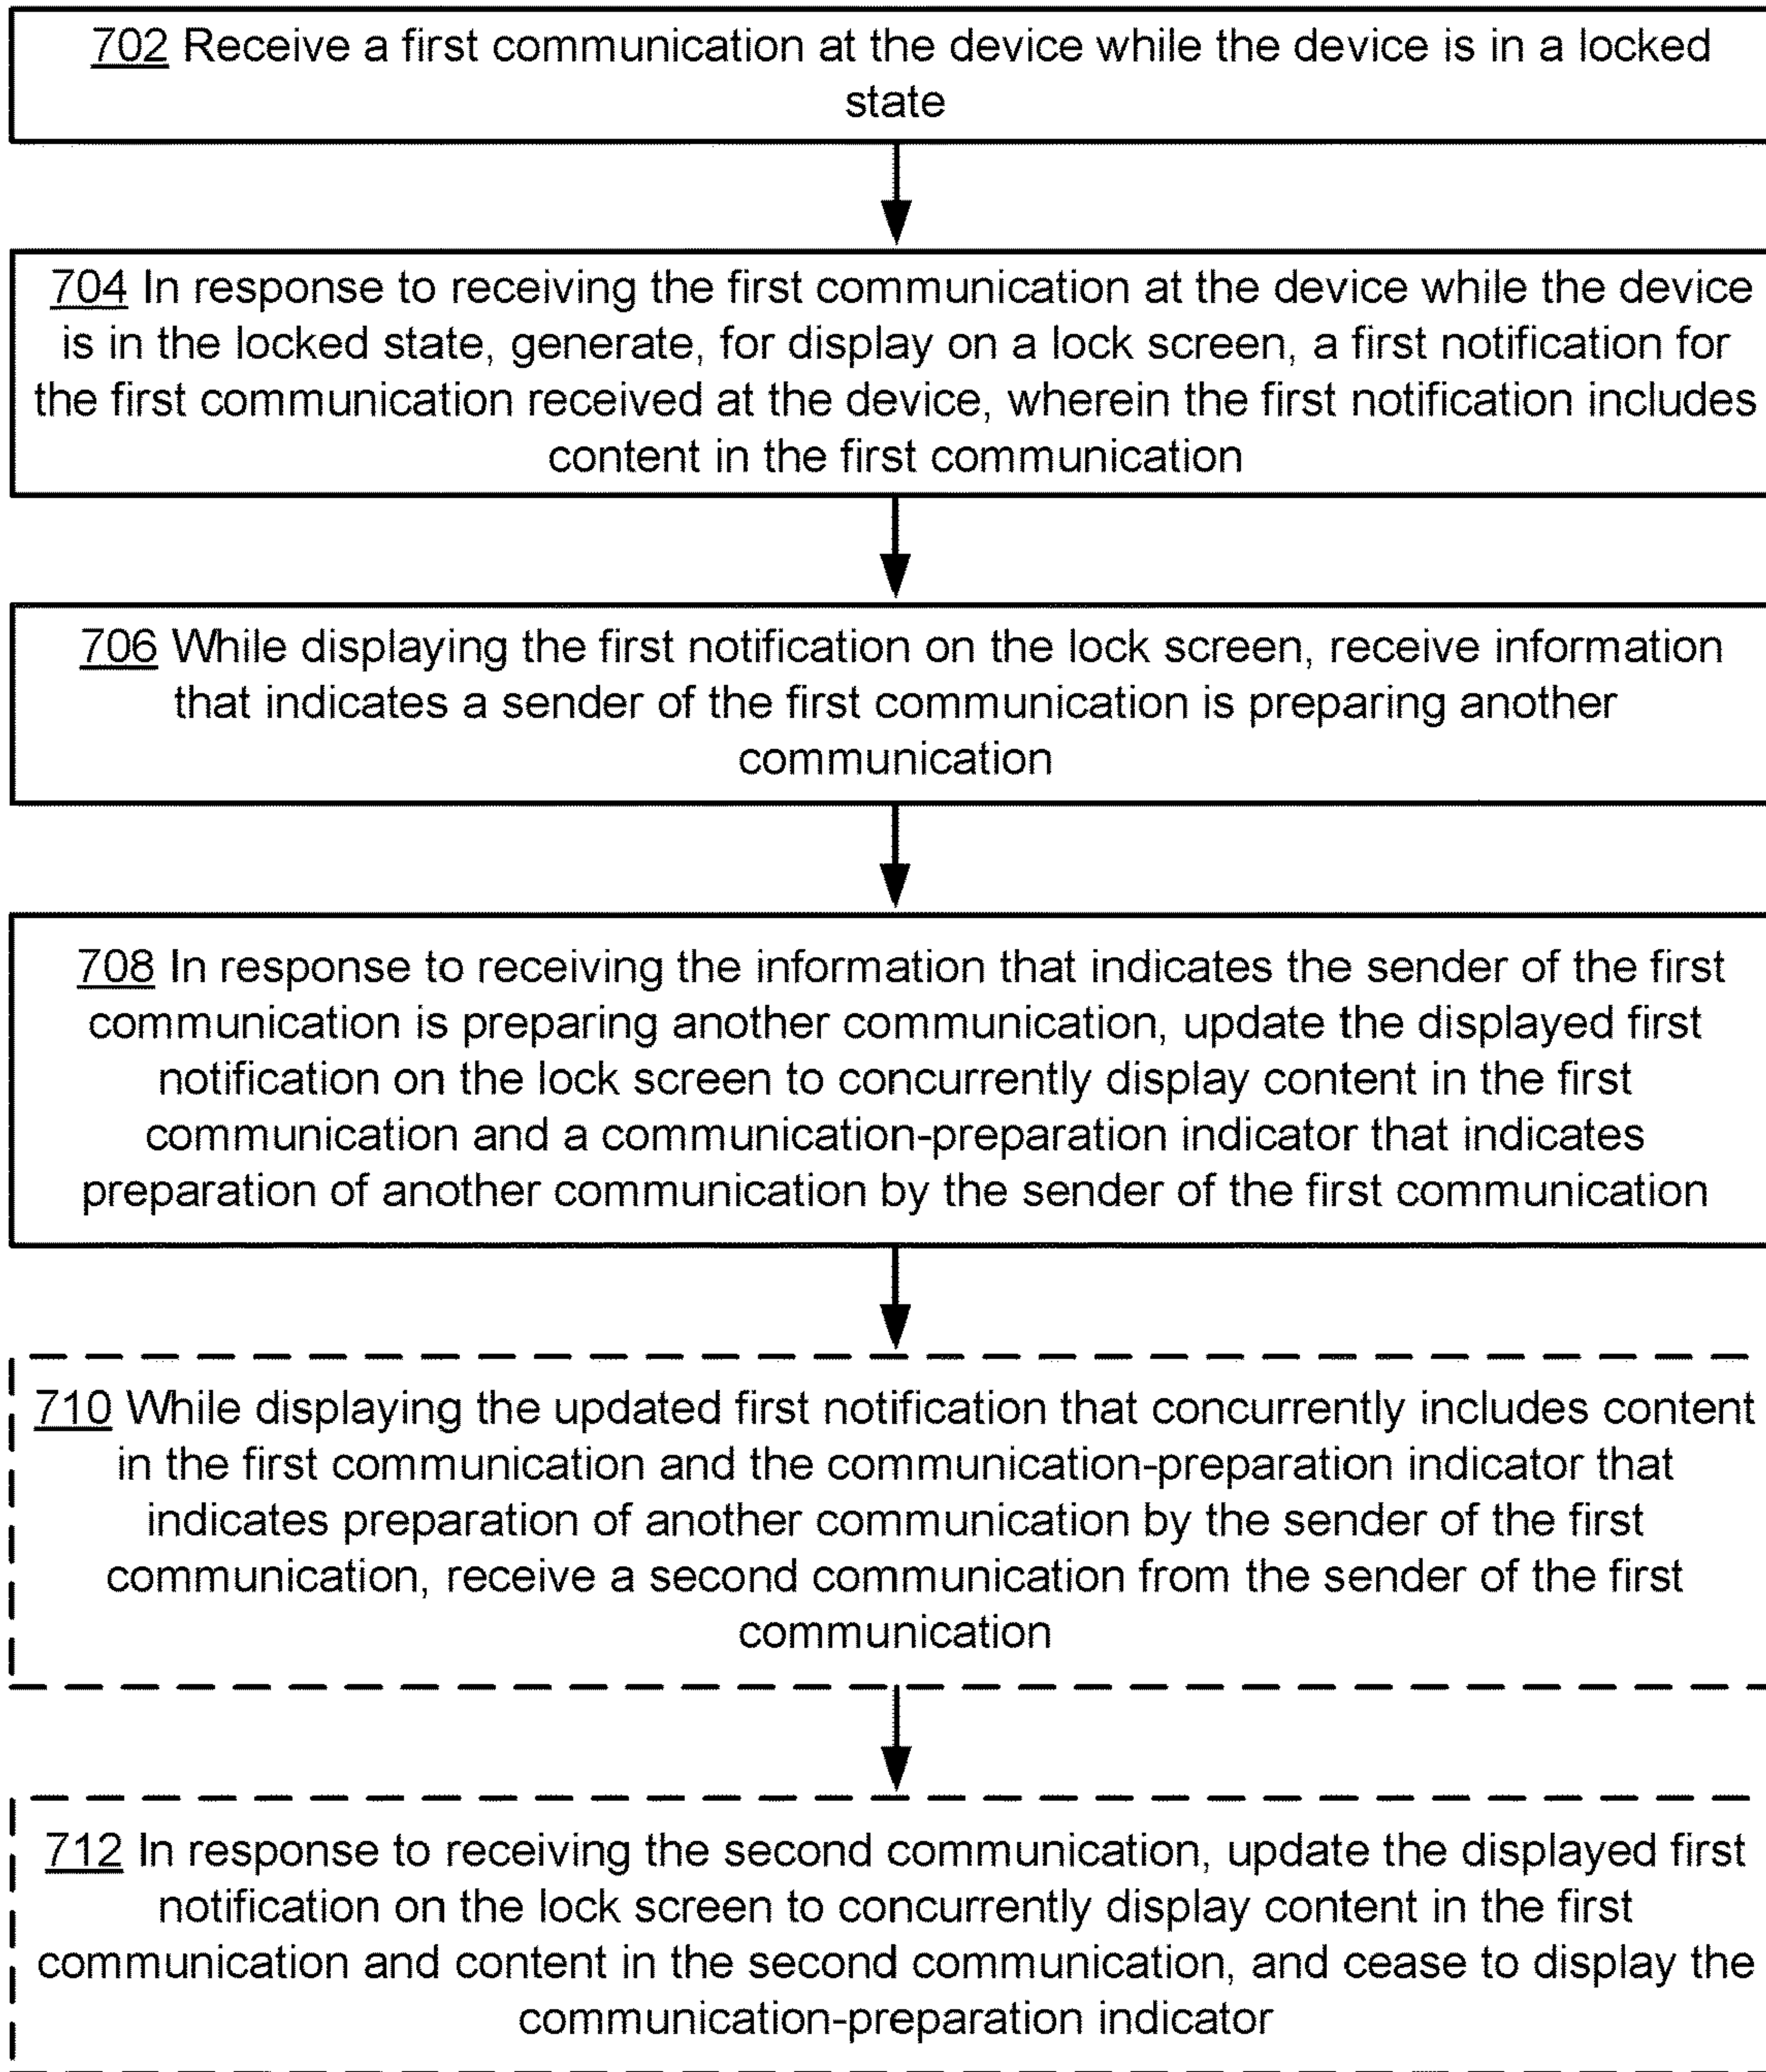 702 Receive a first communication at the device while the device is in a locked
state
704 In response to receiving the first communication at the device while the device
is in the locked state, generate, for display on a lock screen, a first notification for
the first communication received at the device, wherein the first notification includes
content in the first communication
706 While displaying the first notification on the lock screen, receive information
that indicates a sender of the first communication is preparing another
communication
708 In response to receiving the information that indicates the sender of the first
communication is preparing another communication, update the displayed first
notification on the lock screen to concurrently display content in the first
communication and a communication-preparation indicator that indicates
preparation of another communication by the sender of the first communication
710 While displaying the updated first notification that concurrently includes content
in the first communication and the communication-preparation indicator that
indicates preparation of another communication by the sender of the first
communication, receive a second communication from the sender of the first
communication
712 In response to receiving the second communication, update the displayed first
notification on the lock screen to concurrently display content in the first
communication and content in the second communication, and cease to display the
communication-preparation indicator